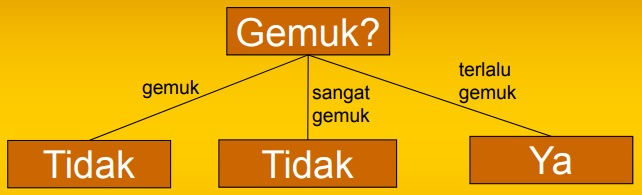 Gemuk?
gemuk
sangat
gemuk
terlalu
gemuk
Tidak
Tidak
Ya